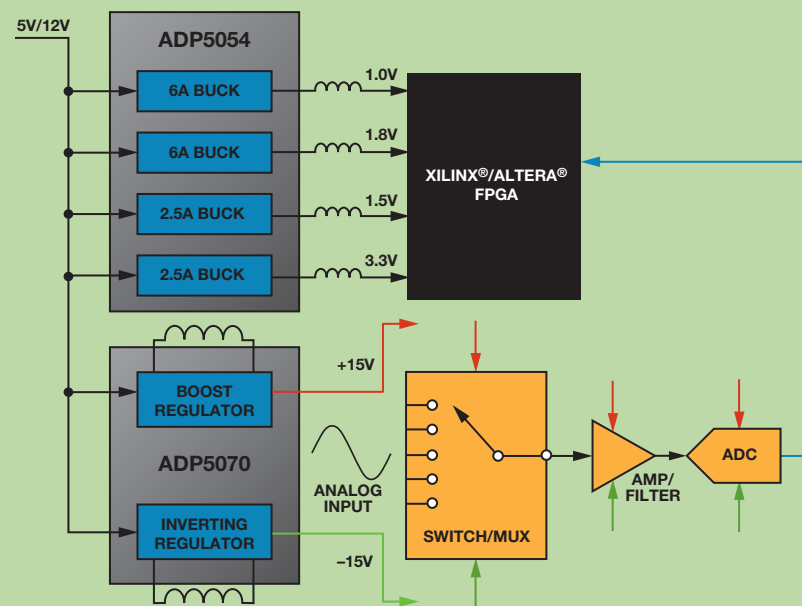 5V/12V
ADP5054
6A BUCK
1.0V
6A BUCK
1.8V
2.5A BUCK
1.5V
2.5A BUCK
3.3V
XILINX®/ALTERA®
FPGA
BOOST
REGULATOR
+15V
ADP5070
ANALOG
INPUT
INVERTING
REGULATOR
–15V
SWITCH/MUX
AMP/
FILTER
ADC